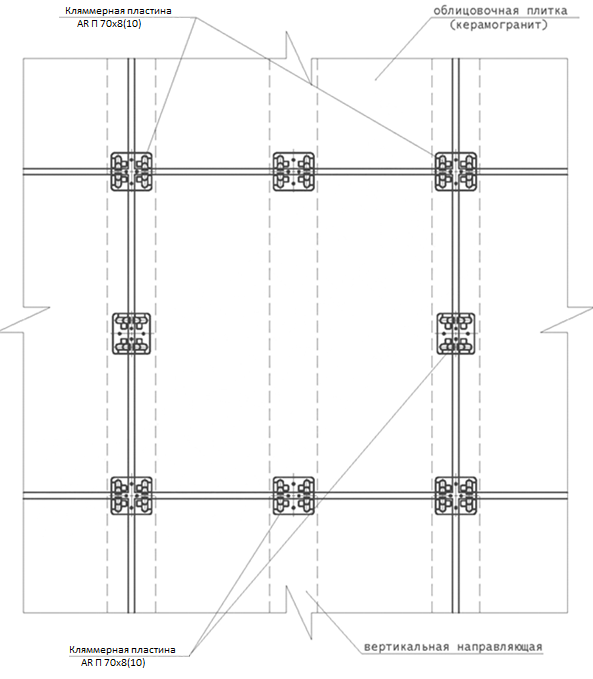 Кляммерная пластина
AR П 70х8(10)
облицовочная плитка
(керамогранит)
Кляммерная пластина
AR П 70х8(10)
вертикальная направляющая